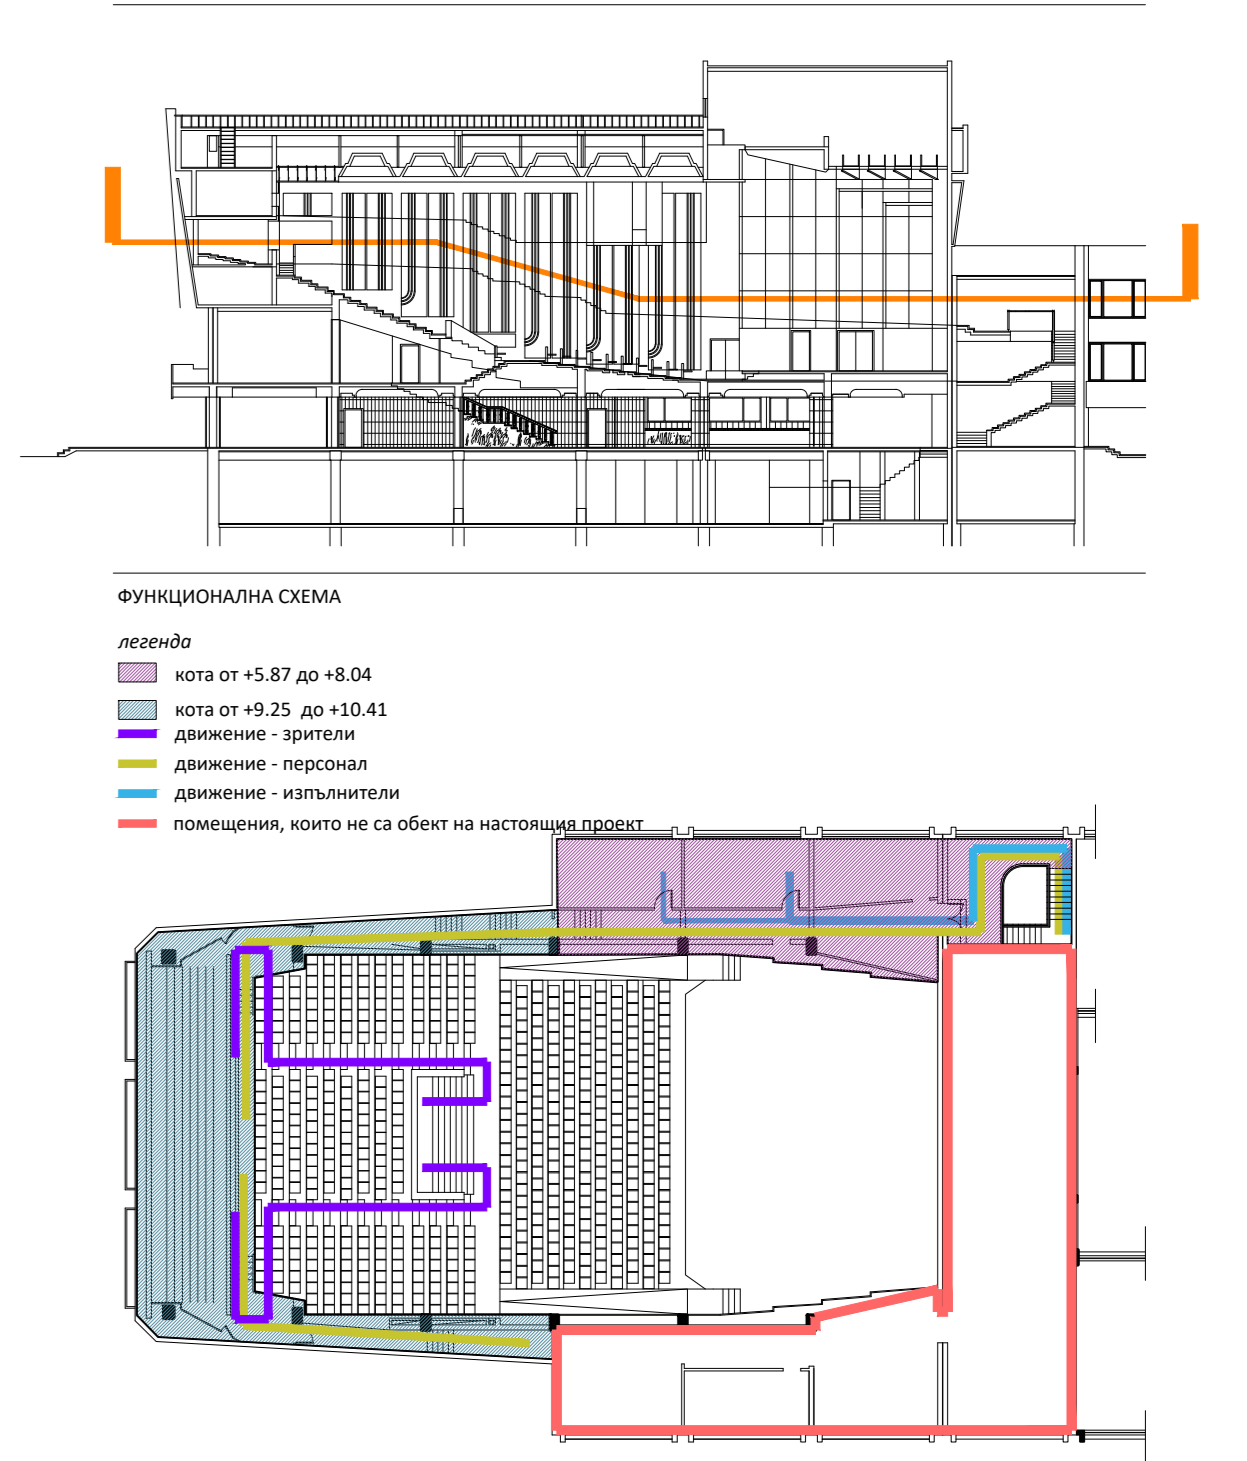 ФУНКЦИОНАЛНА СХЕМА
легенда
кота от +5.87 до +8.04
кота от +9.25 до +10.41
движение - зрители
движение - персонал
движение - изпълнители
помещения, които не са обект на настоящия проект